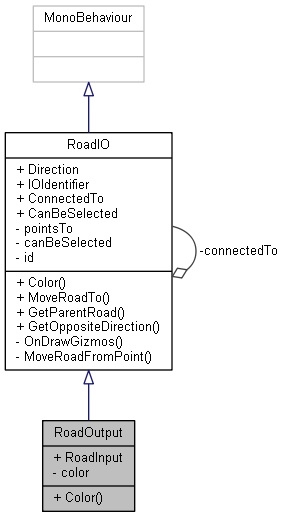 MonoBehaviour
RoadIO
+ Direction
+ IOIdentifier
+ ConnectedTo
+ CanBeSelected
- pointsTo
- canBeSelected
- id
+ Color()
+ MoveRoadTo()
+ GetParentRoad()
+ GetOppositeDirection()
- OnDrawGizmos()
- MoveRoadFromPoint()
-connectedTo
RoadOutput
+ RoadInput
- color
+ Color()